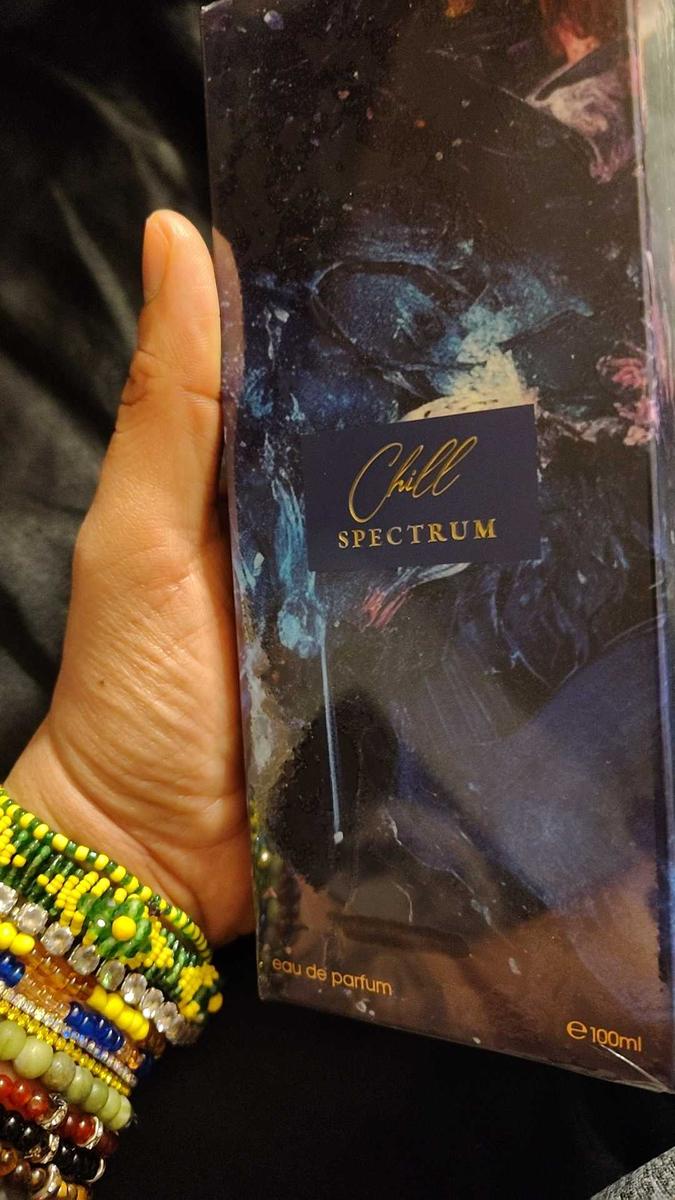 Chill
SPECTRUM
eau de parfum
℮100ml